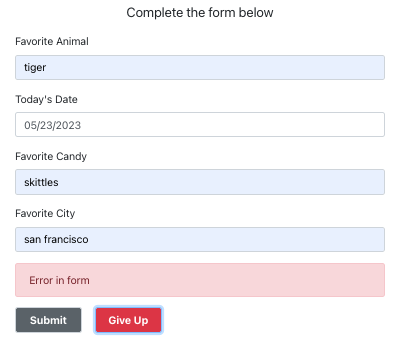 Complete the form below
Favorite Animal
tiger
Today's Date
05/23/2023
Favorite Candy
skittles
Favorite City
san francisco
Error in form
Submit Give Up